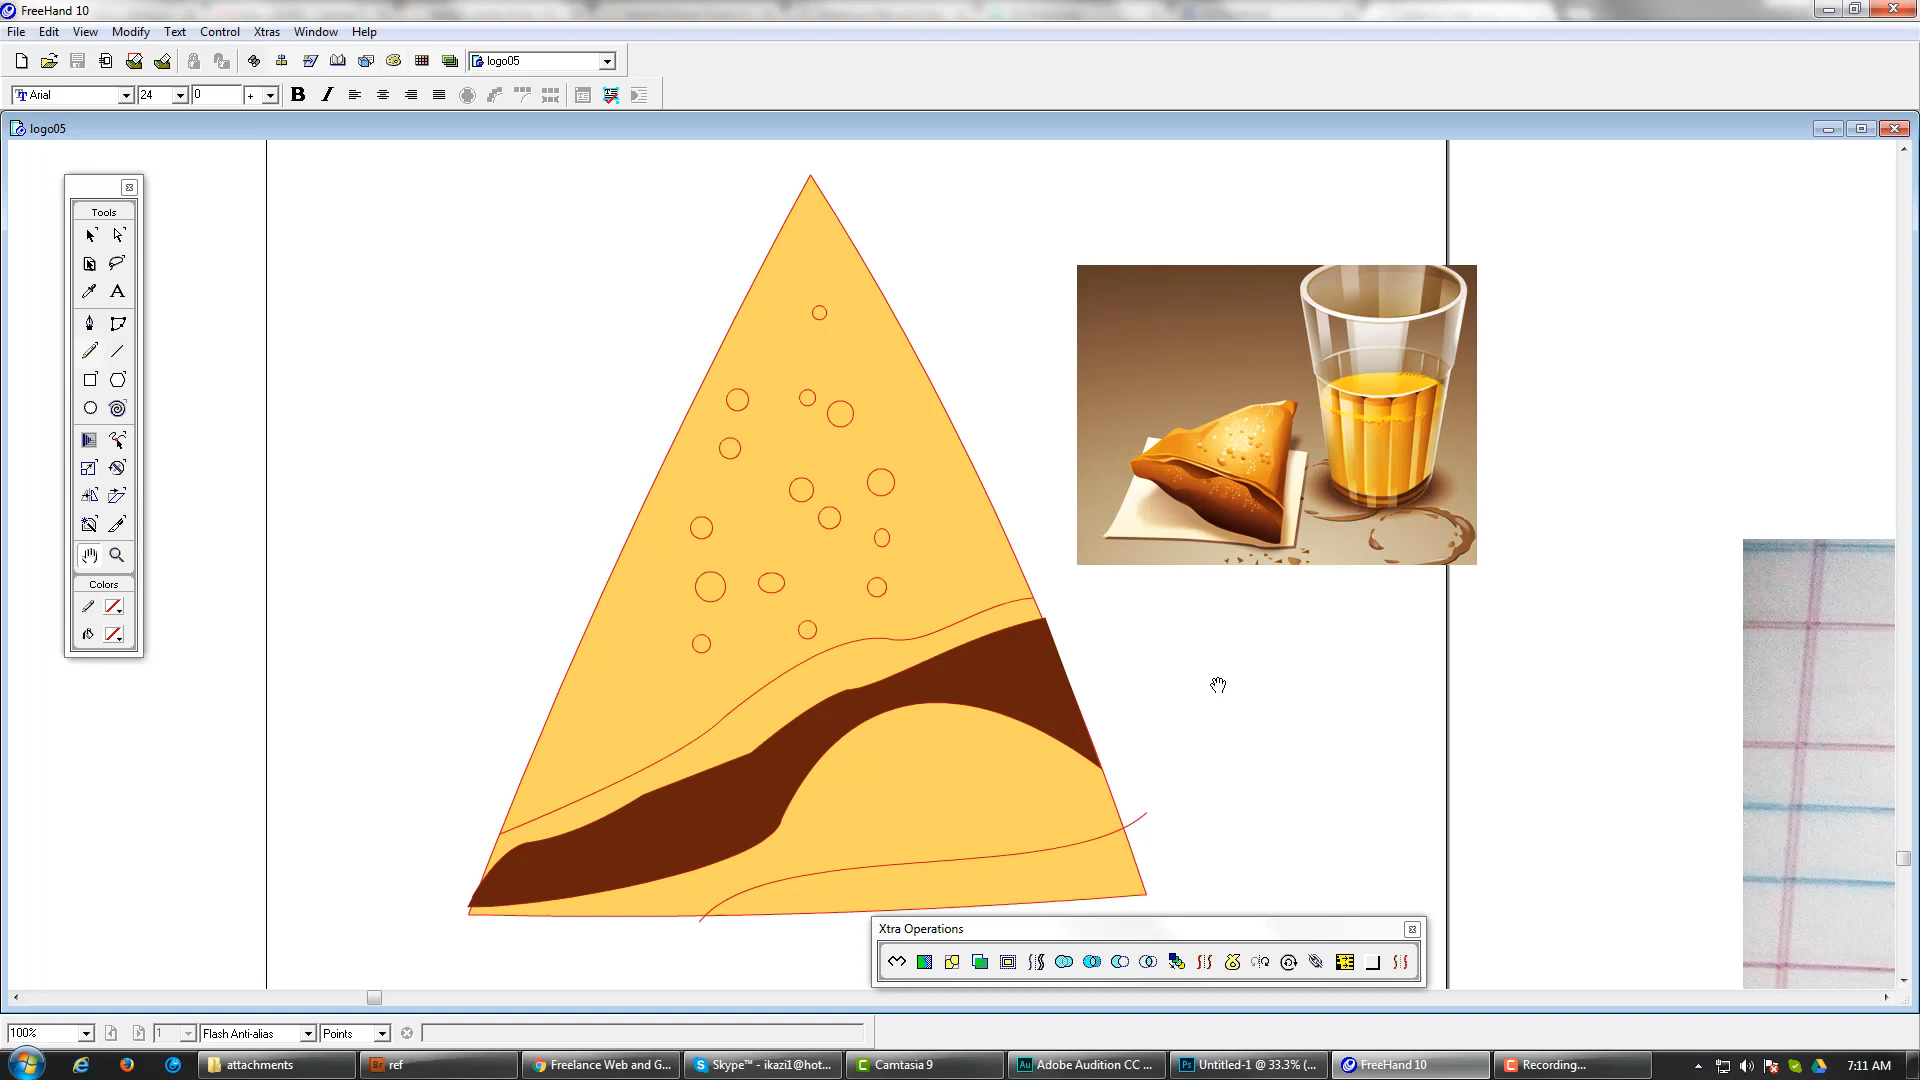 FreeHand 10
File Edit View Modify Text Control Xtras Window Help
logo05
Arial 24 0 +
logo05
Tools
Colors
Xtra Operations
100% 1 Flash Anti-alias Points
attachments ref Freelance Web and G... Skype™ - ikazi1@hot... Camtasia 9 Adobe Audition CC ... Untitled-1 @ 33.3% (... FreeHand 10 Recording... 7:11 AM